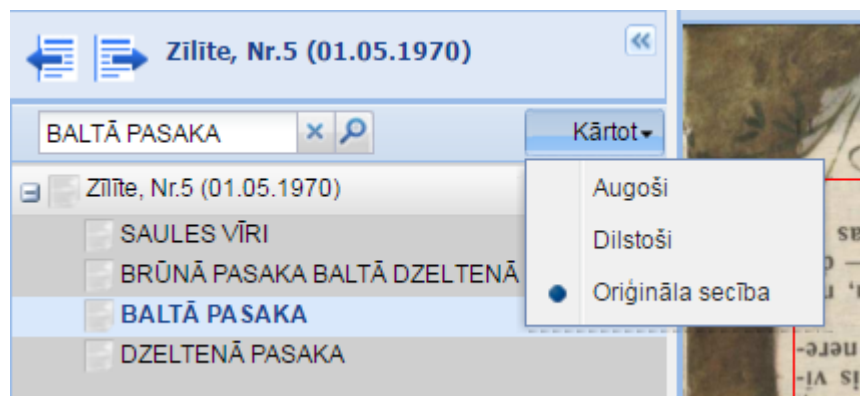 Zīlīte, Nr.5 (01.05.1970)
BALTĀ PASAKA
Kārtot
Zīlīte, Nr.5 (01.05.1970)
Augoši
SAULES VĪRI
Dilstoši
BRŪNĀ PASAKA BALTĀ DZELTENĀ
Oriģināla secība
BALTĀ PASAKA
DZELTENĀ PASAKA